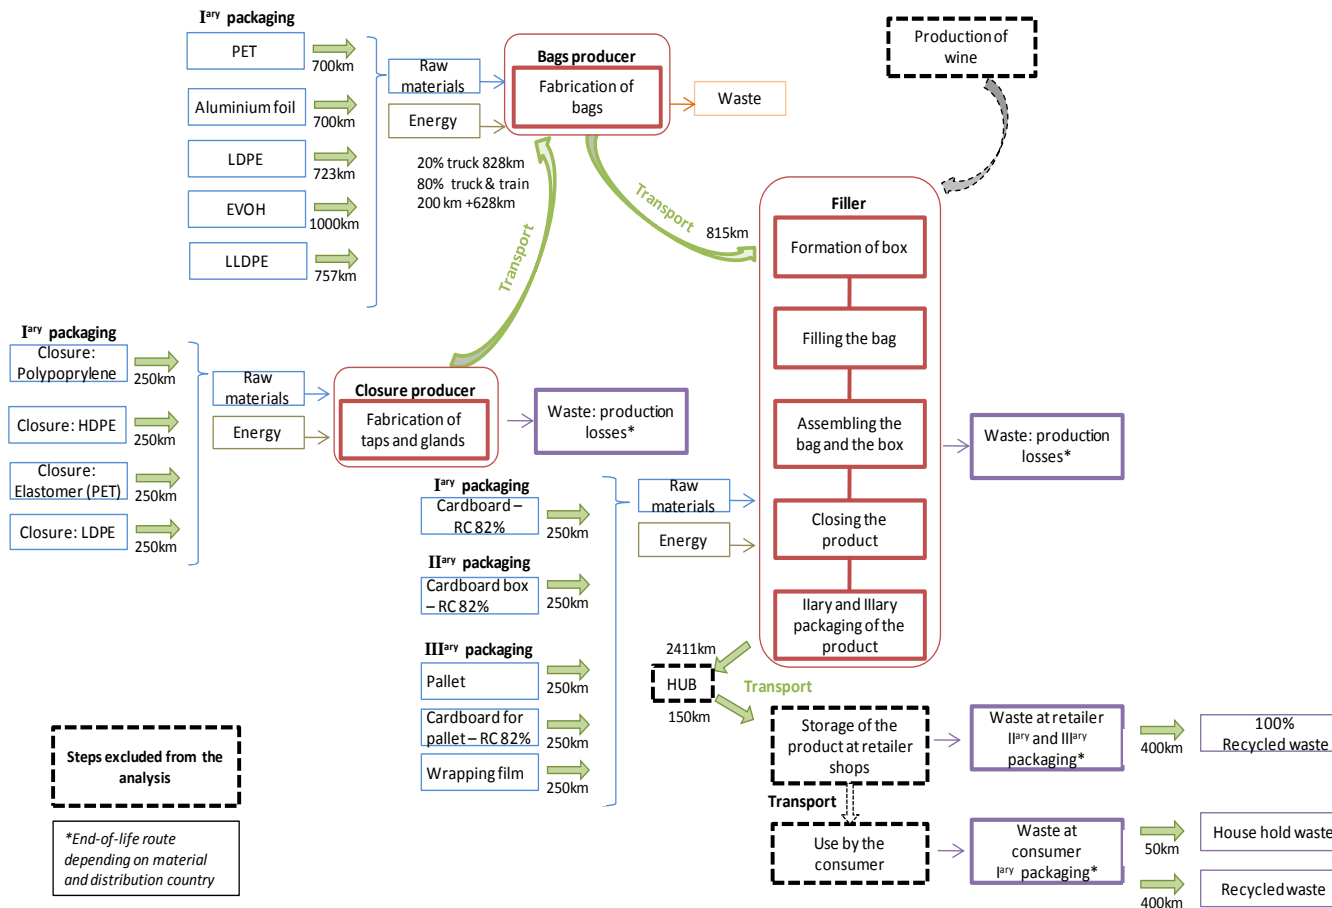 Iary packaging
PET
700km
Aluminium foil
700km
LDPE
723km
EVOH
1000km
LLDPE
757km
Raw
materials
Energy
Bags producer
Fabrication of
bags
Waste
Production of
wine
20% truck 828km
80% truck & train
200 km +628km
Transport
Transport
815km
Iary packaging
Closure:
Polypoprylene
250km
Closure: HDPE
250km
Closure:
Elastomer (PET)
250km
Closure: LDPE
250km
Raw
materials
Energy
Closure producer
Fabrication of
taps and glands
Waste: production
losses*
Filler
Formation of box
Filling the bag
Assembling the
bag and the box
Closing the
product
IIary and IIIary
packaging of the
product
Waste: production
losses*
Iary packaging
Cardboard –
RC 82%
250km
IIary packaging
Cardboard box
– RC 82%
250km
IIIary packaging
Pallet
250km
Cardboard for
pallet – RC 82%
250km
Wrapping film
250km
Raw
materials
Energy
2411km
HUB
150km
Transport
Storage of the
product at retailer
shops
Waste at retailer
IIary and IIIary
packaging*
400km
100%
Recycled waste
Transport
Use by the
consumer
Waste at
consumer
Iary packaging*
50km
House hold waste
400km
Recycled waste
Steps excluded from the
analysis
*End-of-life route
depending on material
and distribution country